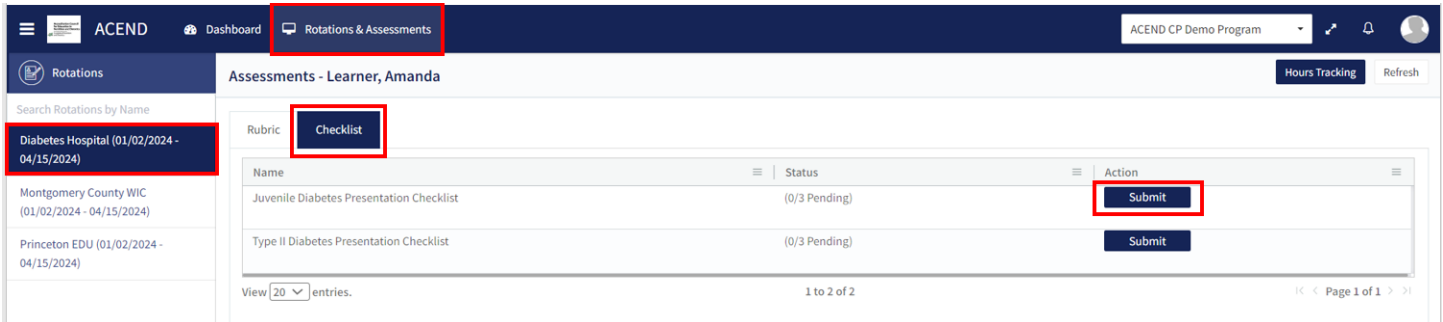 ACEND
Dashboard
Rotations & Assessments
ACEND CP Demo Program
Rotations
Assessments - Learner, Amanda
Hours Tracking
Refresh
Search Rotations by Name
Diabetes Hospital (01/02/2024 -
04/15/2024)
Montgomery County WIC
(01/02/2024 - 04/15/2024)
Princeton EDU (01/02/2024 -
04/15/2024)
Rubric
Checklist
Name
Status
Action
Juvenile Diabetes Presentation Checklist
(0/3 Pending)
Submit
Type II Diabetes Presentation Checklist
(0/3 Pending)
Submit
View 20 entries.
1 to 2 of 2
Page 1 of 1